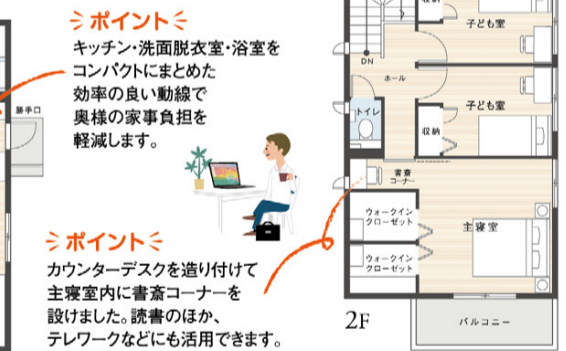 ポイント
キッチン・洗面脱衣室・浴室を
コンパクトにまとめた
効率の良い動線で
奥様の家事負担を
軽減します。
勝手口
ポイント
カウンターデスクを造り付けて
主寝室内に書斎コーナーを
設けました。読書のほか、
テレワークなどにも活用できます。
収納
子ども室
DN
ホール
トイレ
子ども室
収納
書斎
コーナー
ウォークイン
クローゼット
主寝室
ウォークイン
クローゼット
2F
バルコニー